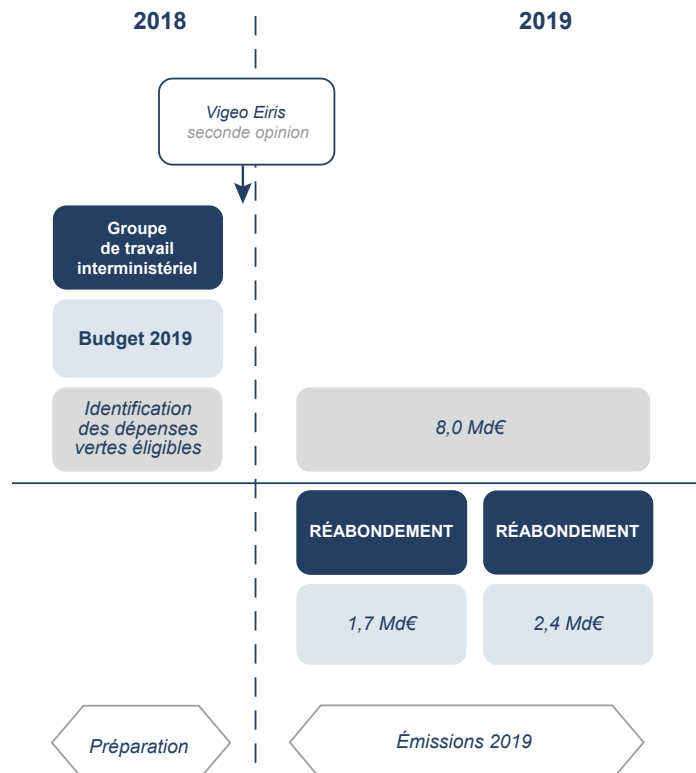 2018
2019
Vigeo Eiris
seconde opinion
Groupe
de travail
interministériel
Budget 2019
Identification
des dépenses
vertes éligibles
8,0 Md€
RÉABONDEMENT
RÉABONDEMENT
1,7 Md€
2,4 Md€
Préparation
Émissions 2019